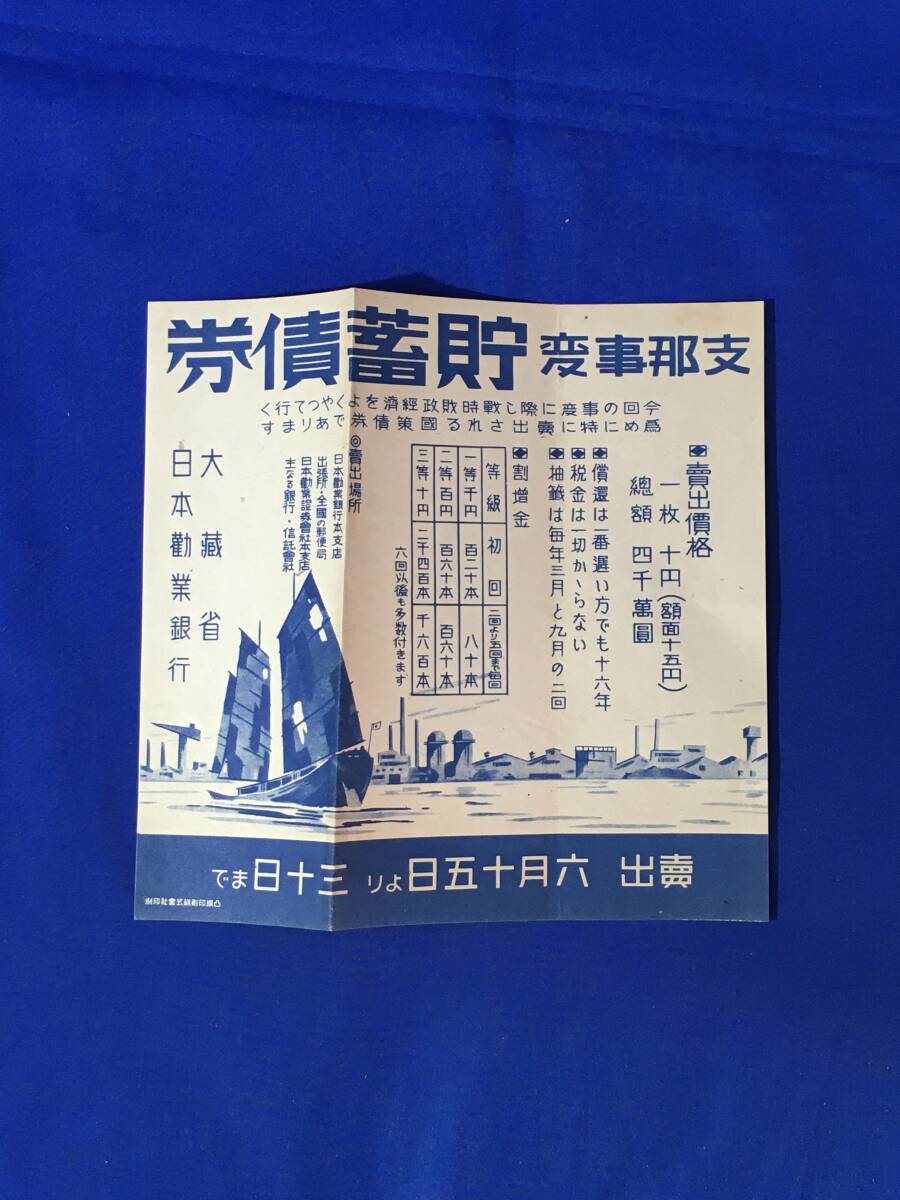 支那事變 貯蓄債券
今回の事變に際し戰時財政經濟をよくやつて行く
爲めに特に賣出される國策債券であります
賣出價格
一枚 十円(額面十五円)
總額 四千萬圓
償還は一番遲い方でも十六年
税金は一切かゝらない
抽籤は毎年三月と九月の二回
割増金
等級 初回 二回より五回まで毎回
一等千円 百二十本 八十本
二等百円 百六十本 百六十本
三等十円 二千四百本 千六百本
六回以後も多数付きます
◎賣出場所
日本勸業銀行本支店
出張所・全國の郵便局
日本勸業證券會社本支店
主なる銀行・信託會社
大藏省
日本勸業銀行
賣出 六月十五日より三十日まで
凸版印刷株式會社印刷